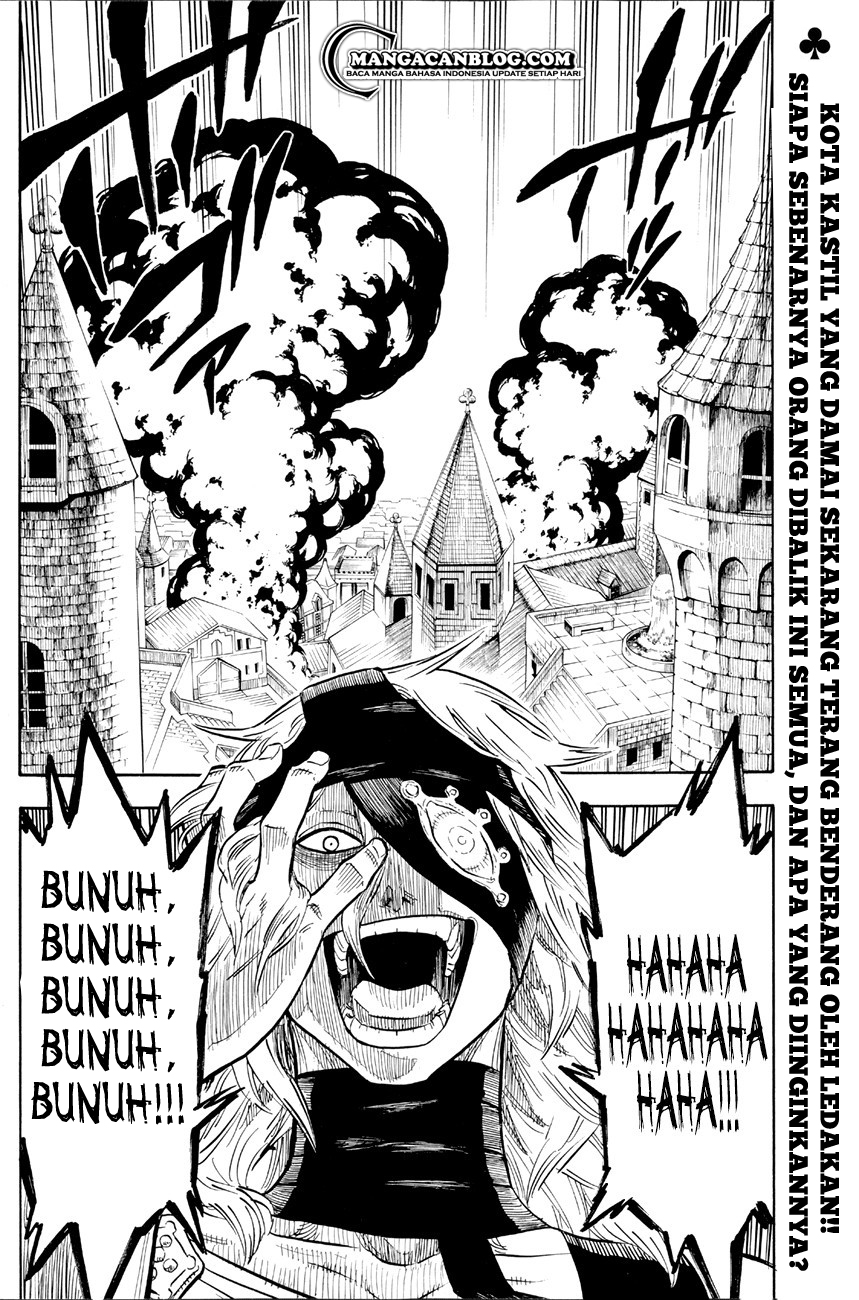 MANGACANBLOG.COM
BACA MANGA BAHASA INDONESIA UPDATE SETIAP HARI
KOTA KASTIL YANG DAMAI SEKARANG TERANG BENDERANG OLEH LEDAKAN!!
SIAPA SEBENARNYA ORANG DIBALIK INI SEMUA, DAN APA YANG DIINGINKANNYA?
HAHAHA
HAHAHAHA
HAHA!!!
BUNUH,
BUNUH,
BUNUH,
BUNUH,
BUNUH!!!